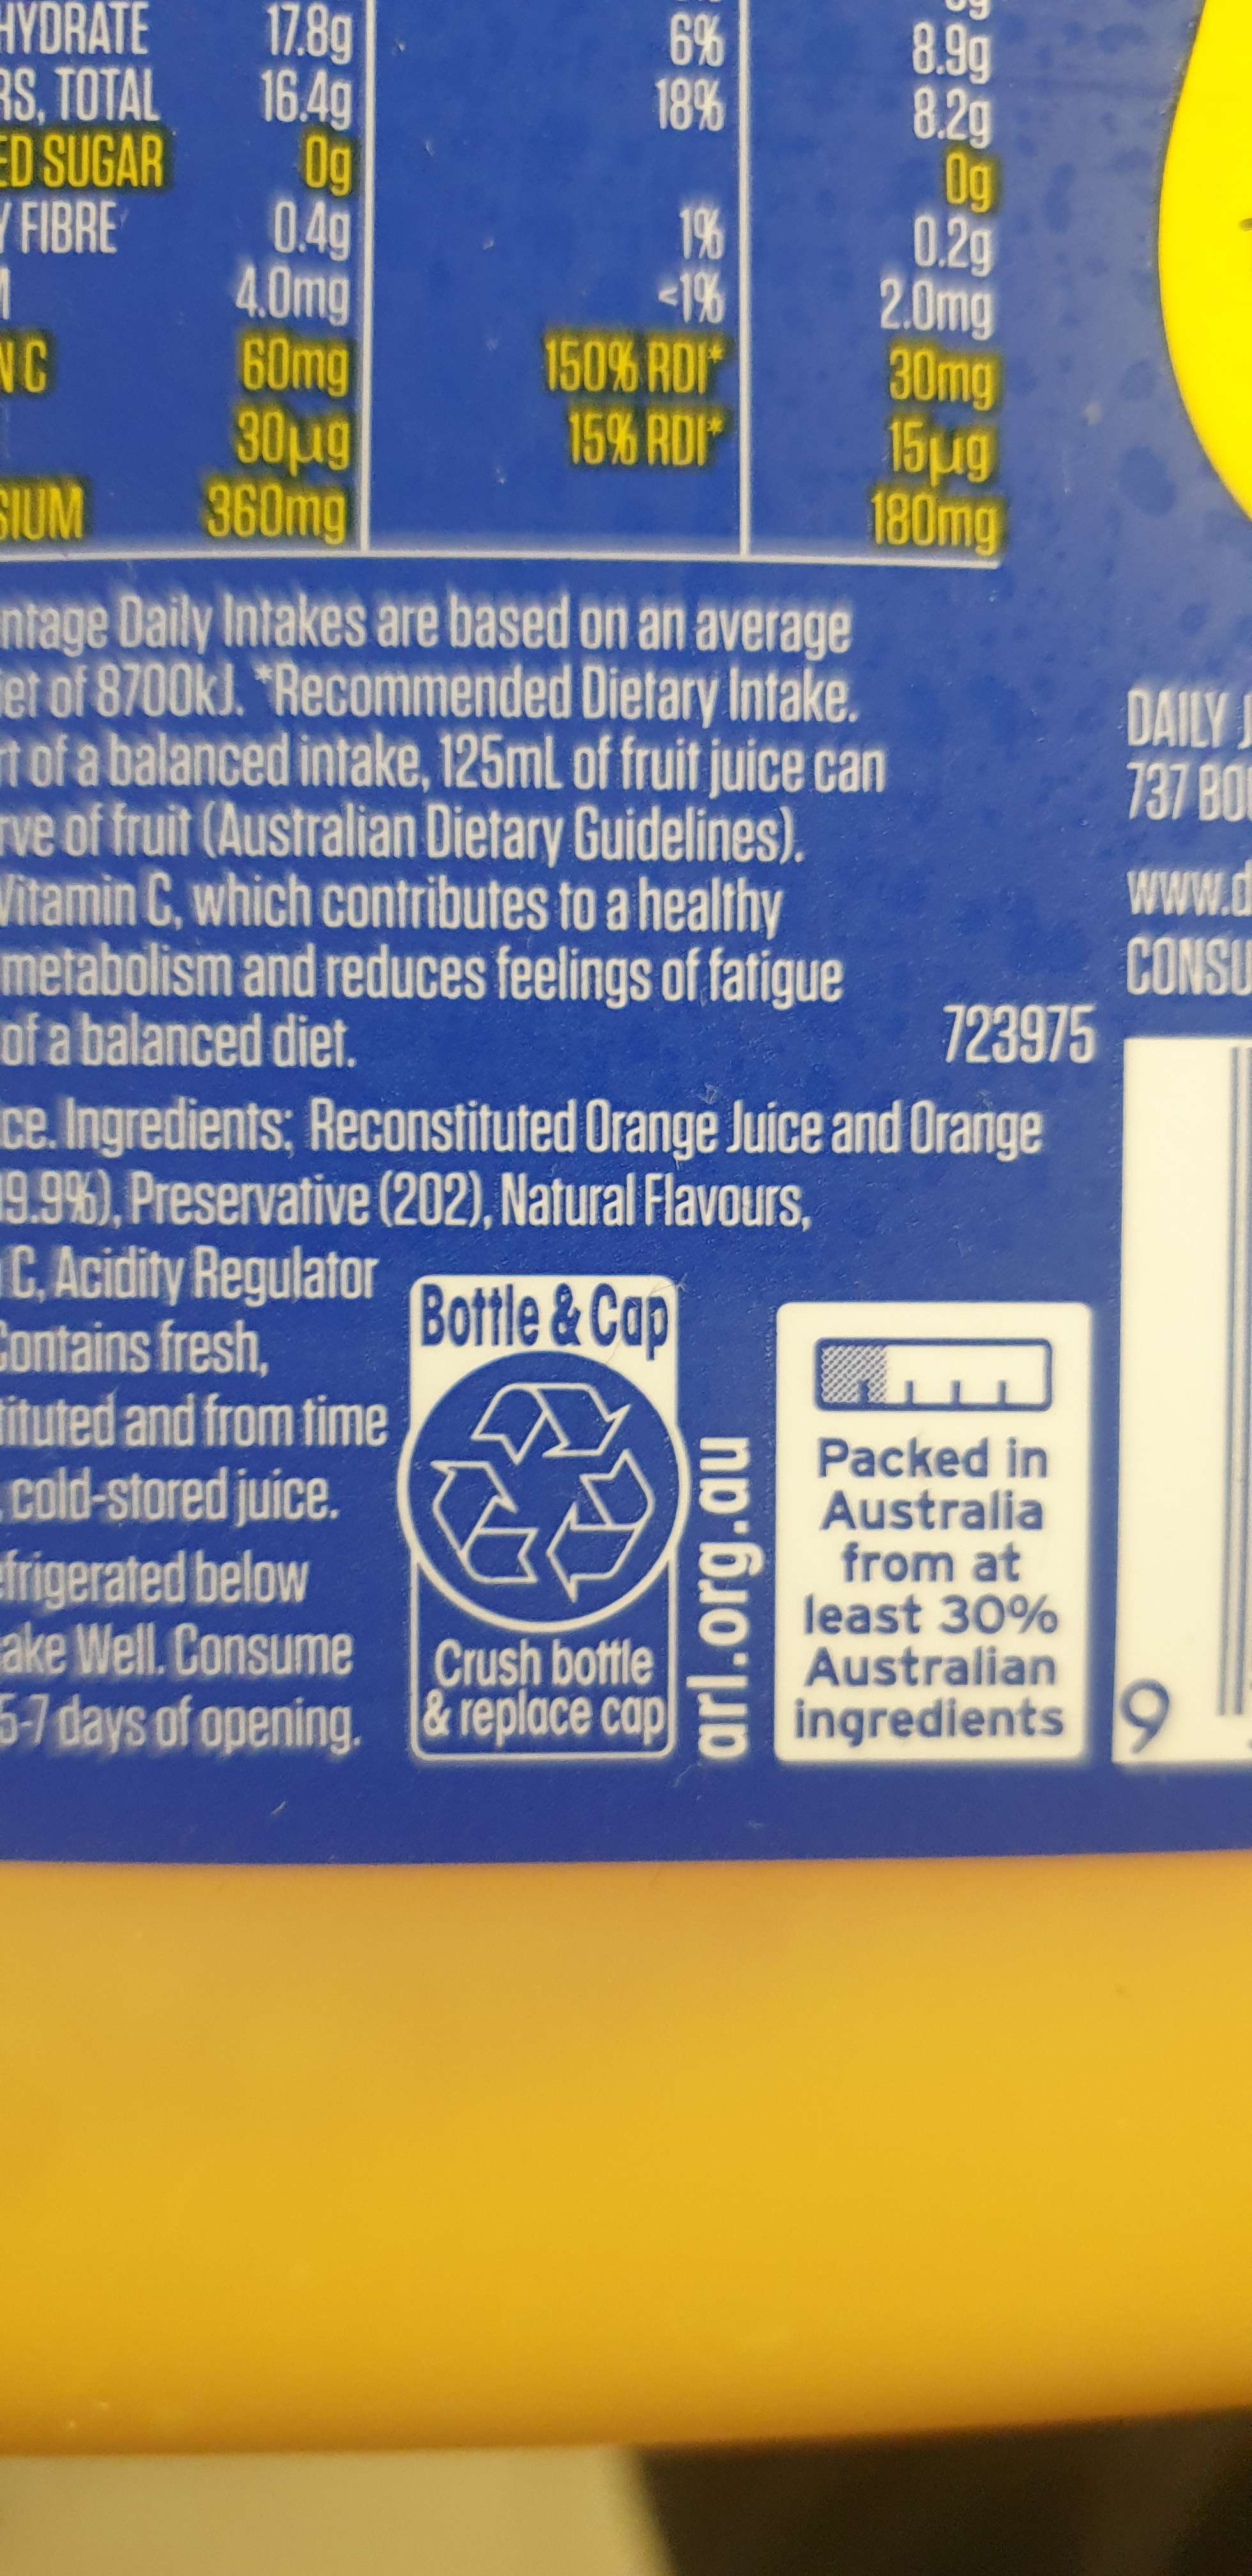 HYDRATE 17.8g 6% 8.9g
RS, TOTAL 16.4g 18% 8.2g
ED SUGAR 0g 0g
Y FIBRE 0.4g 1% 0.2g
M 4.0mg <1% 2.0mg
N C 60mg 150% RDI* 30mg
30µg 15% RDI* 15µg
SIUM 360mg 180mg
ntage Daily Intakes are based on an average
iet of 8700kJ. *Recommended Dietary Intake.
rt of a balanced intake, 125mL of fruit juice can
rve of fruit (Australian Dietary Guidelines).
Vitamin C, which contributes to a healthy
metabolism and reduces feelings of fatigue
of a balanced diet.
723975
ce. Ingredients; Reconstituted Orange Juice and Orange
9.9%), Preservative (202), Natural Flavours,
C, Acidity Regulator
Contains fresh,
tituted and from time
cold-stored juice.
efrigerated below
ake Well. Consume
5-7 days of opening.
Bottle & Cap
Crush bottle
& replace cap
arl.org.au
Packed in
Australia
from at
least 30%
Australian
ingredients
DAILY J
737 BO
www.d
CONSU
9